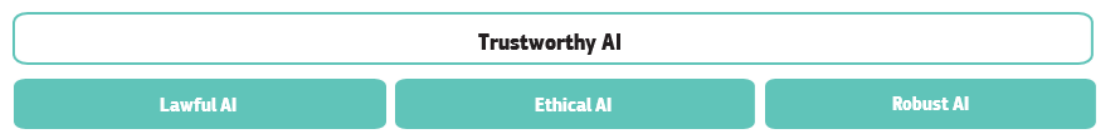 Trustworthy AI
Lawful AI
Ethical AI
Robust AI